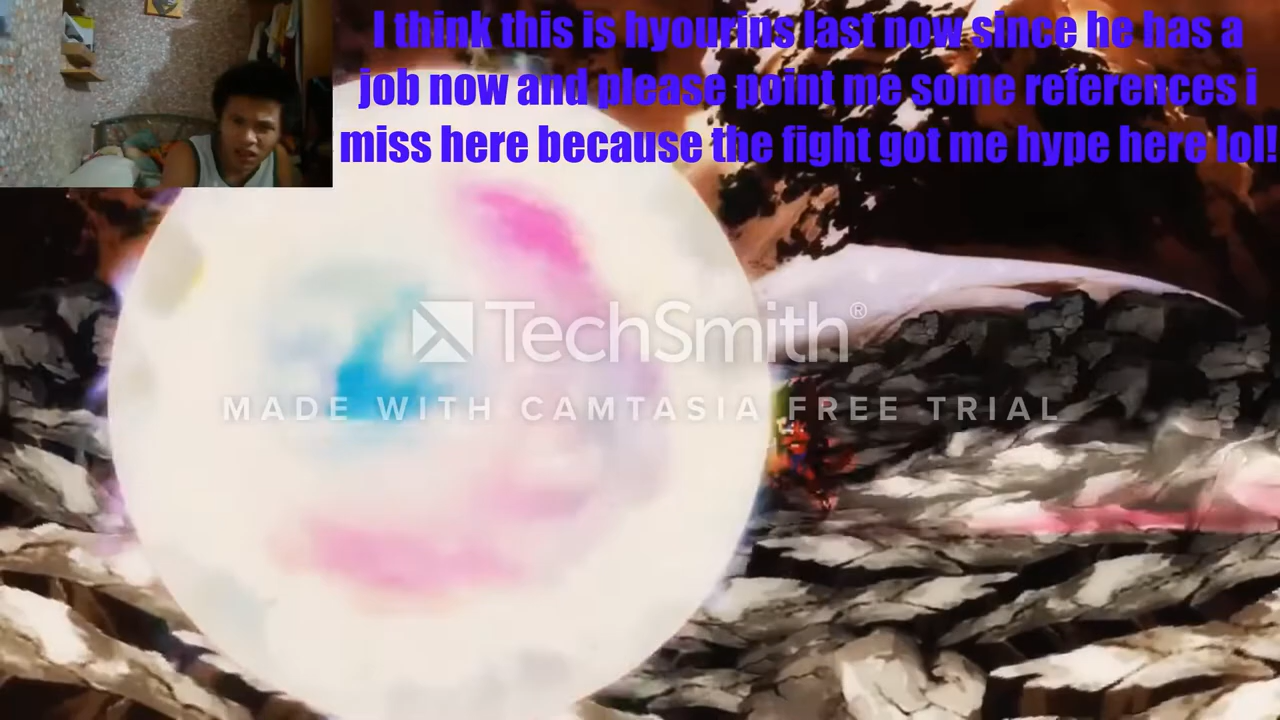 I think this is hyourins last now since he has a
job now and please point me some references i
miss here because the fight got me hype here lol!
TechSmith®
MADE WITH CAMTASIA FREE TRIAL